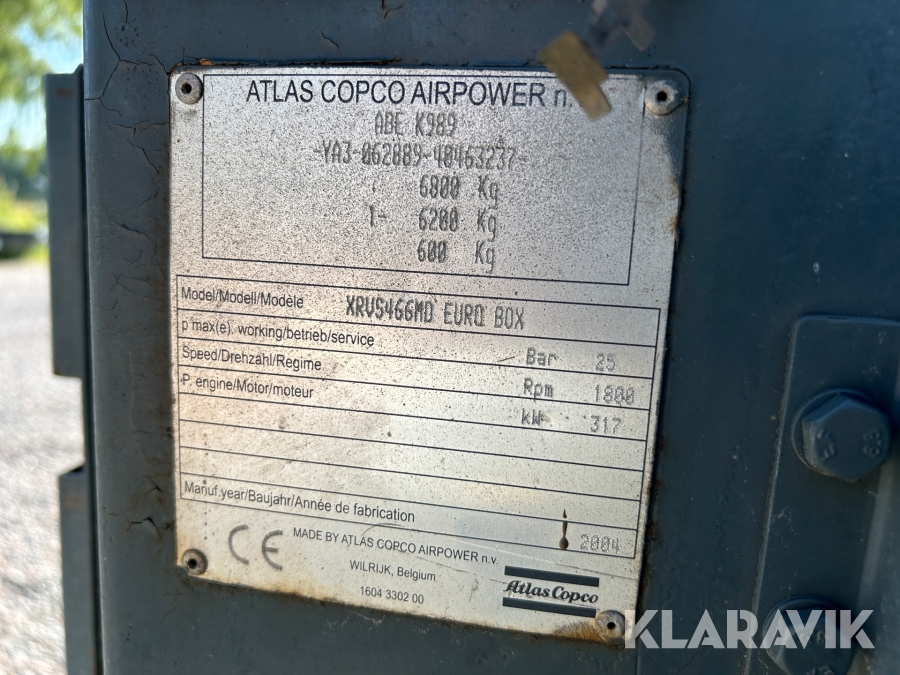 ATLAS COPCO AIRPOWER n.
ABE K989
-YA3-062889-40463237-
6800 Kg
1- 6200 Kg
600 Kg
Model/Modell/Modèle XRVS466MD EURO BOX
p max(e). working/betrieb/service Bar 25
Speed/Drehzahl/Regime Rpm 1800
P. engine/Motor/moteur kW 317
Manuf.year/Baujahr/Année de fabrication 2004
CE
MADE BY ATLAS COPCO AIRPOWER n.v.
WILRIJK, Belgium
1604 3302 00
Atlas Copco
KLARAVIK